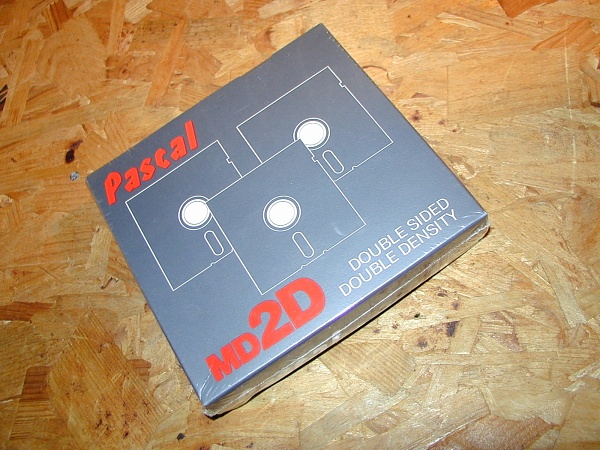 Pascal
DOUBLE SIDED
DOUBLE DENSITY
MD2D